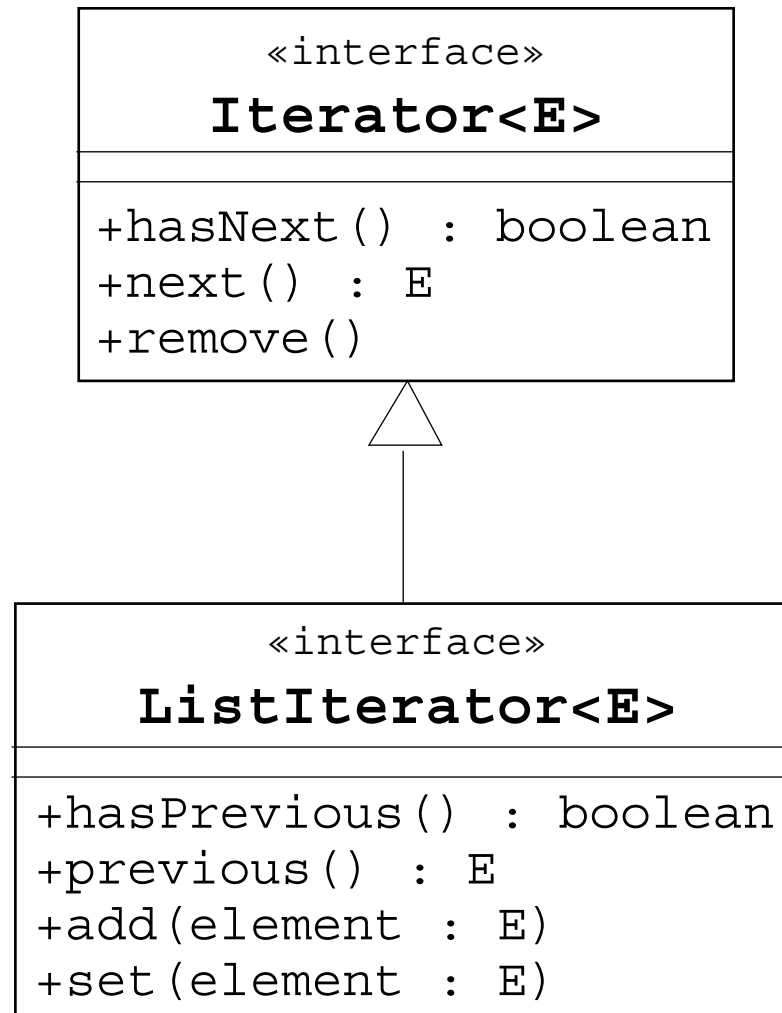 «interface»
Iterator<E>
+hasNext() : boolean
+next() : E
+remove()
«interface»
ListIterator<E>
+hasPrevious() : boolean
+previous() : E
+add(element : E)
+set(element : E)